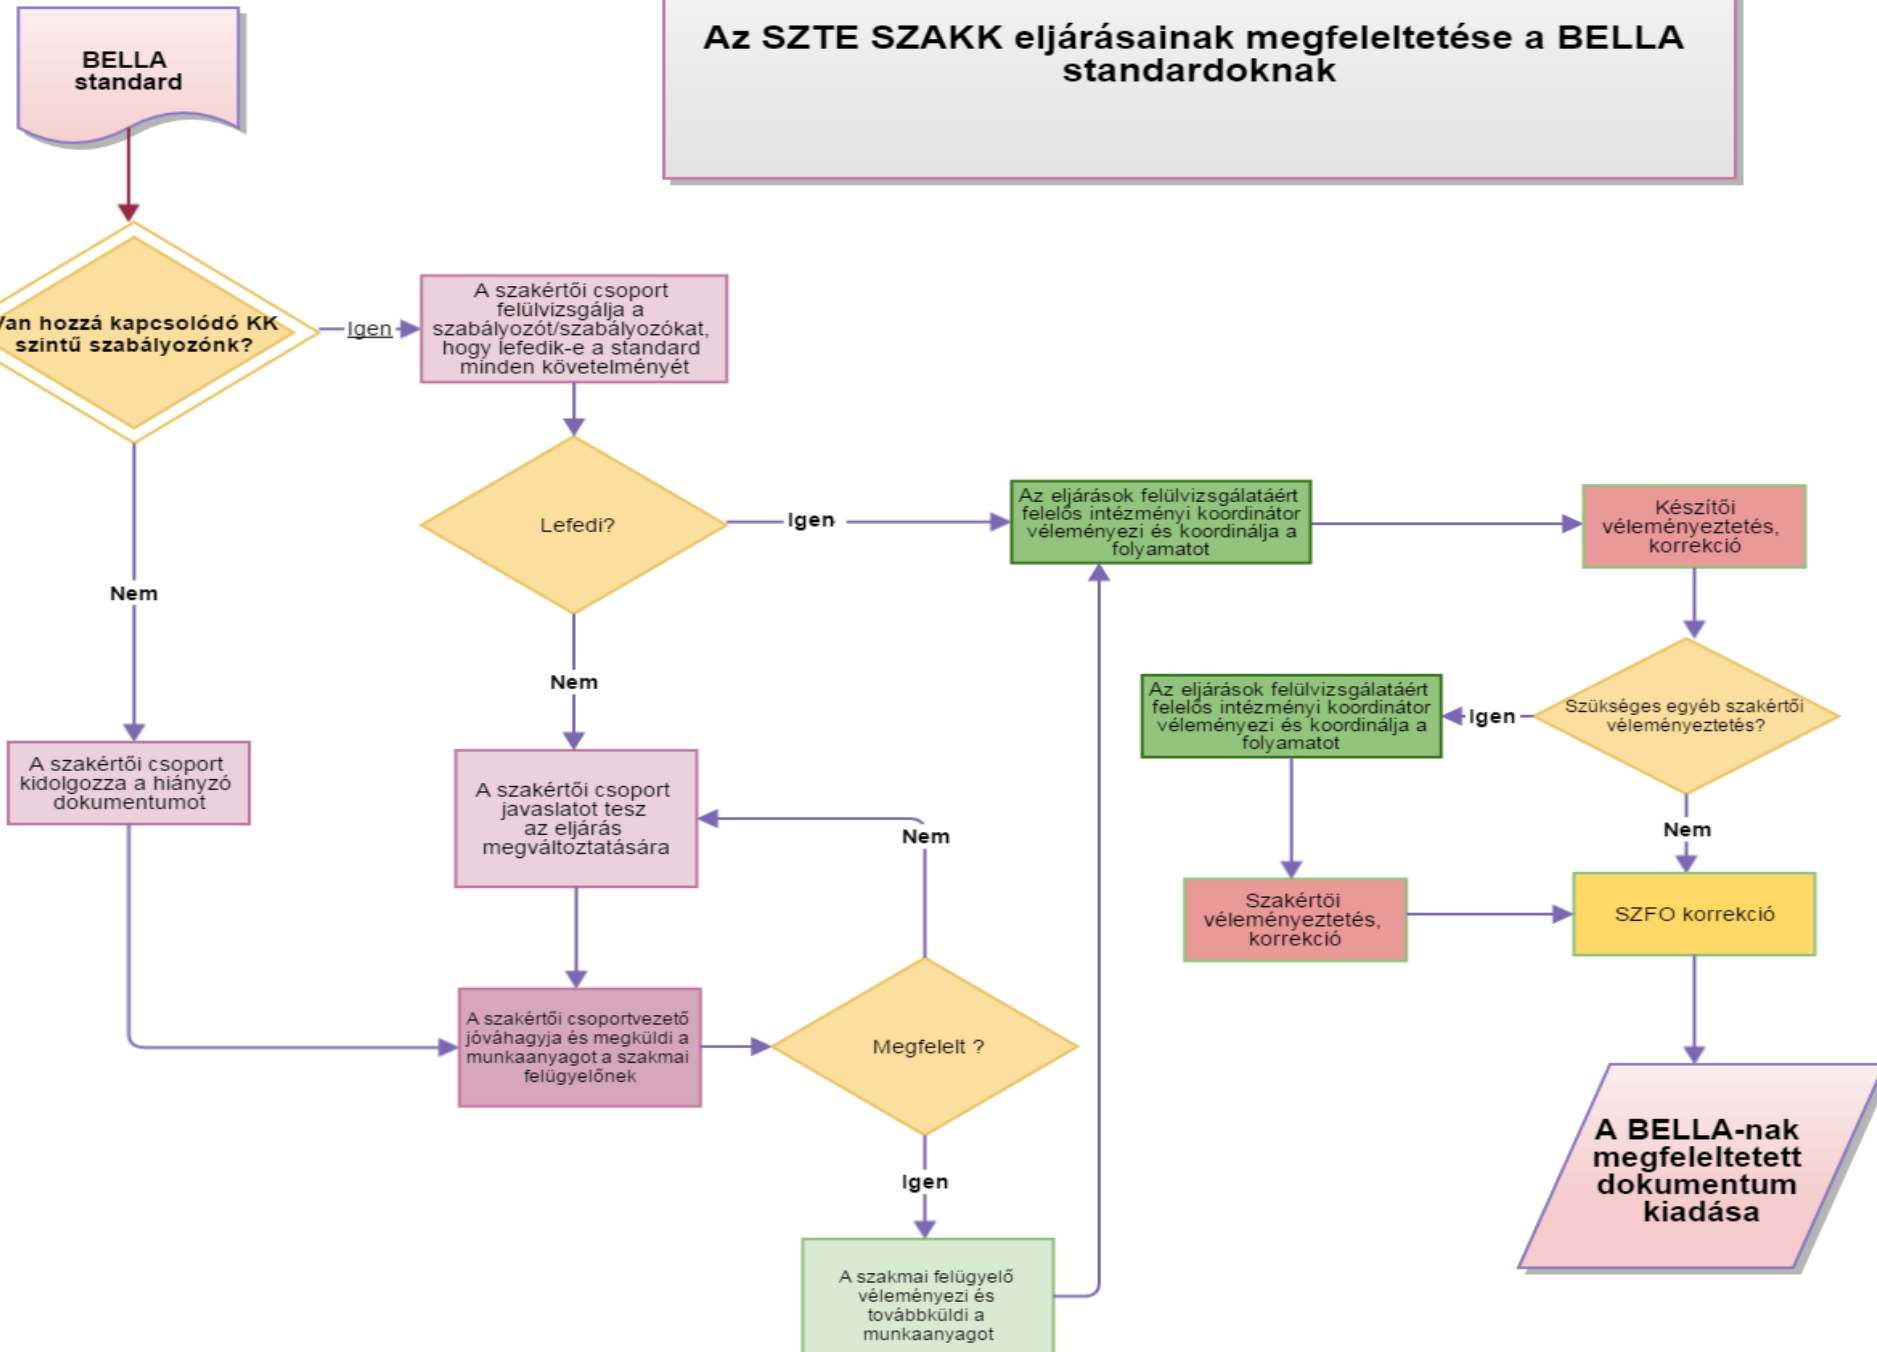 Az SZTE SZAKK eljárásainak megfeleltetése a BELLA
standardoknak
BELLA
standard
Van hozzá kapcsolódó KK
szintű szabályozónk?
Igen
A szakértői csoport
felülvizsgálja a
szabályozót/szabályozókat,
hogy lefedik-e a standard
minden követelményét
Lefedi?
Igen
Az eljárások felülvizsgálatáért
felelős intézményi koordinátor
véleményezi és koordinálja a
folyamatot
Készítői
véleményeztetés,
korrekció
Nem
Nem
Az eljárások felülvizsgálatáért
felelős intézményi koordinátor
véleményezi és koordinálja a
folyamatot
Igen
Szükséges egyéb szakértői
véleményeztetés?
A szakértői csoport
kidolgozza a hiányzó
dokumentumot
A szakértői csoport
javaslatot tesz
az eljárás
megváltoztatására
Nem
Nem
Szakértöi
véleményeztetés,
korrekció
SZFO korrekció
A szakértői csoportvezető
jóváhagyja és megküldi a
munkaanyagot a szakmai
felügyelőnek
Megfelelt ?
Igen
A BELLA-nak
megfeleltetett
dokumentum
kiadása
A szakmai felügyelő
véleményezi és
továbbküldi a
munkaanyagot